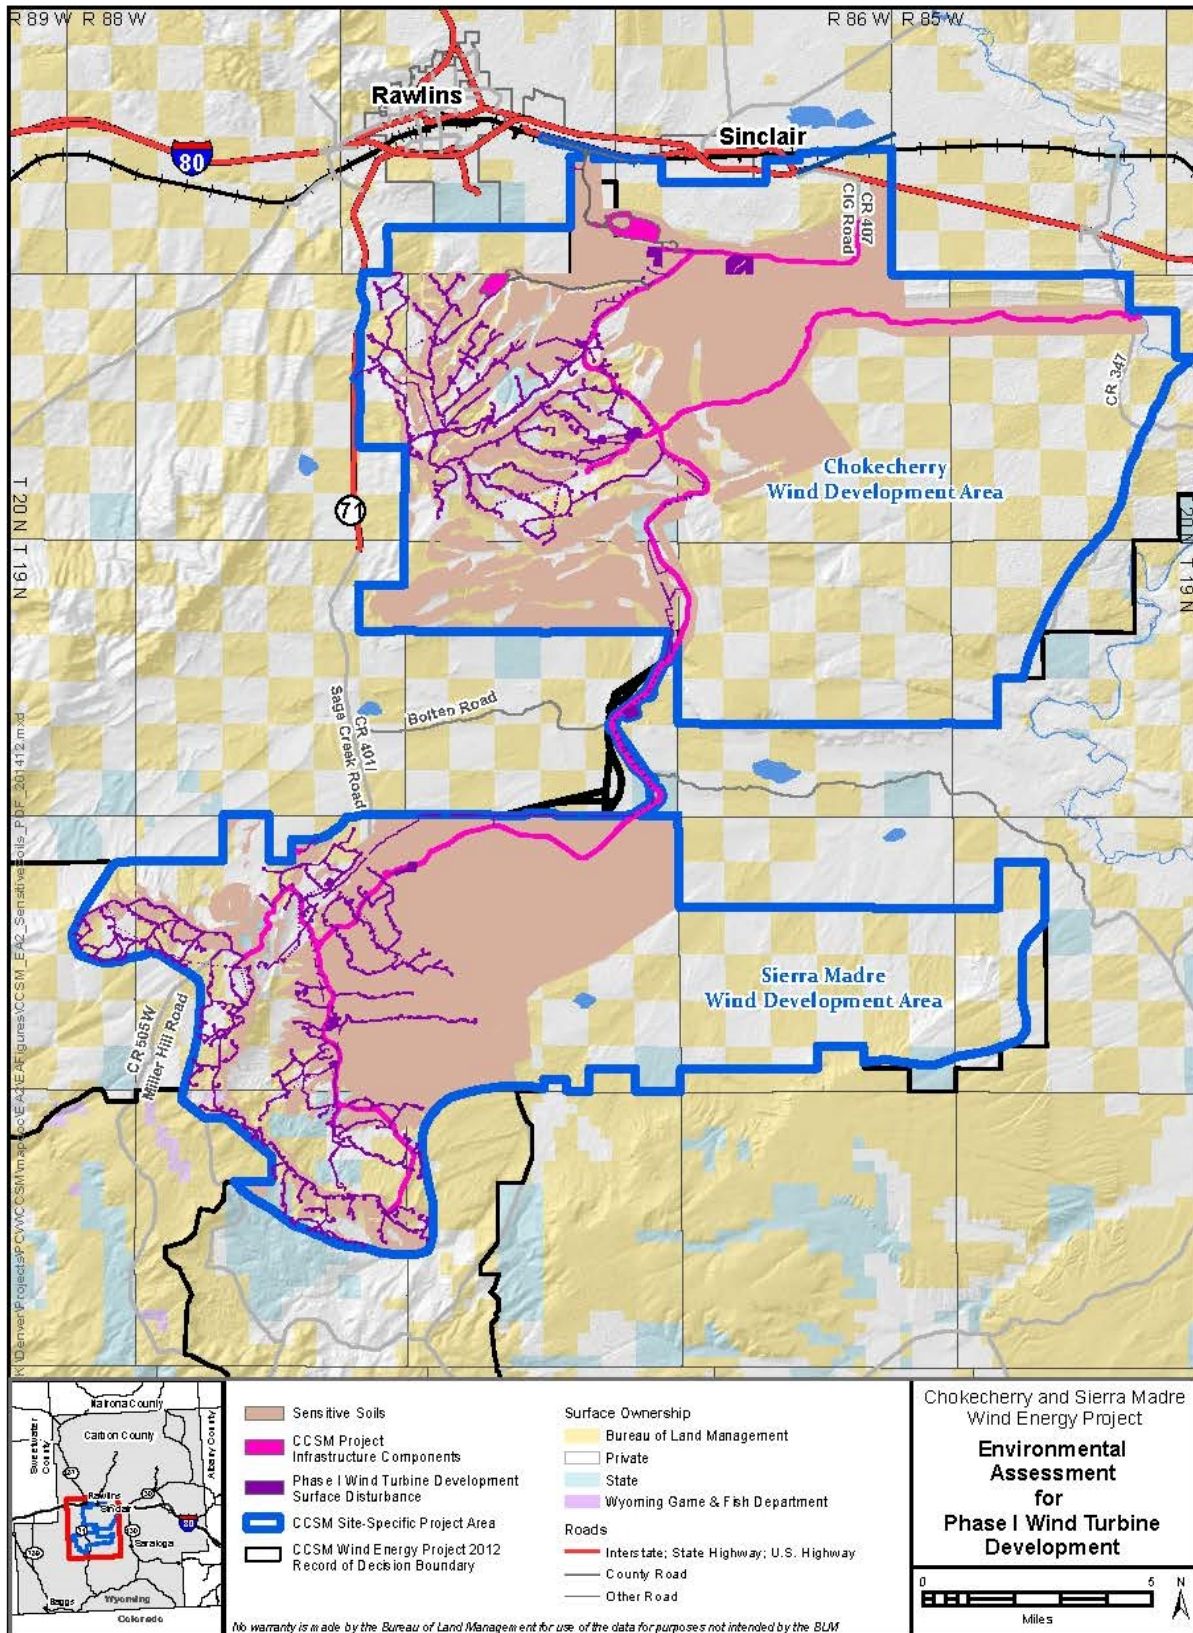 R 89 W R 88 W
R 86 W R 85 W
Rawlins
Sinclair
80
CR 407
CIG Road
CR 347
Chokecherry
Wind Development Area
71
T 20 N T 19 N
T 19 N
Bolten Road
CR 401/
Sage Creek Road
Sierra Madre
Wind Development Area
CR 505W
Miller Hill Road
Natrona County
Sweetwater
County
Carbon County
Albany County
Rawlins
Sinclair
80
Saratoga
Baggs
Wyoming
Colorado
Sensitive Soils
CCSM Project
Infrastructure Components
Phase I Wind Turbine Development
Surface Disturbance
CCSM Site-Specific Project Area
CCSM Wind Energy Project 2012
Record of Decision Boundary
Surface Ownership
Bureau of Land Management
Private
State
Wyoming Game & Fish Department
Roads
Interstate; State Highway; U.S. Highway
County Road
Other Road
No warranty is made by the Bureau of Land Management for use of the data for purposes not intended by the BLM
Chokecherry and Sierra Madre
Wind Energy Project
Environmental
Assessment
for
Phase I Wind Turbine
Development
0 5
Miles
N